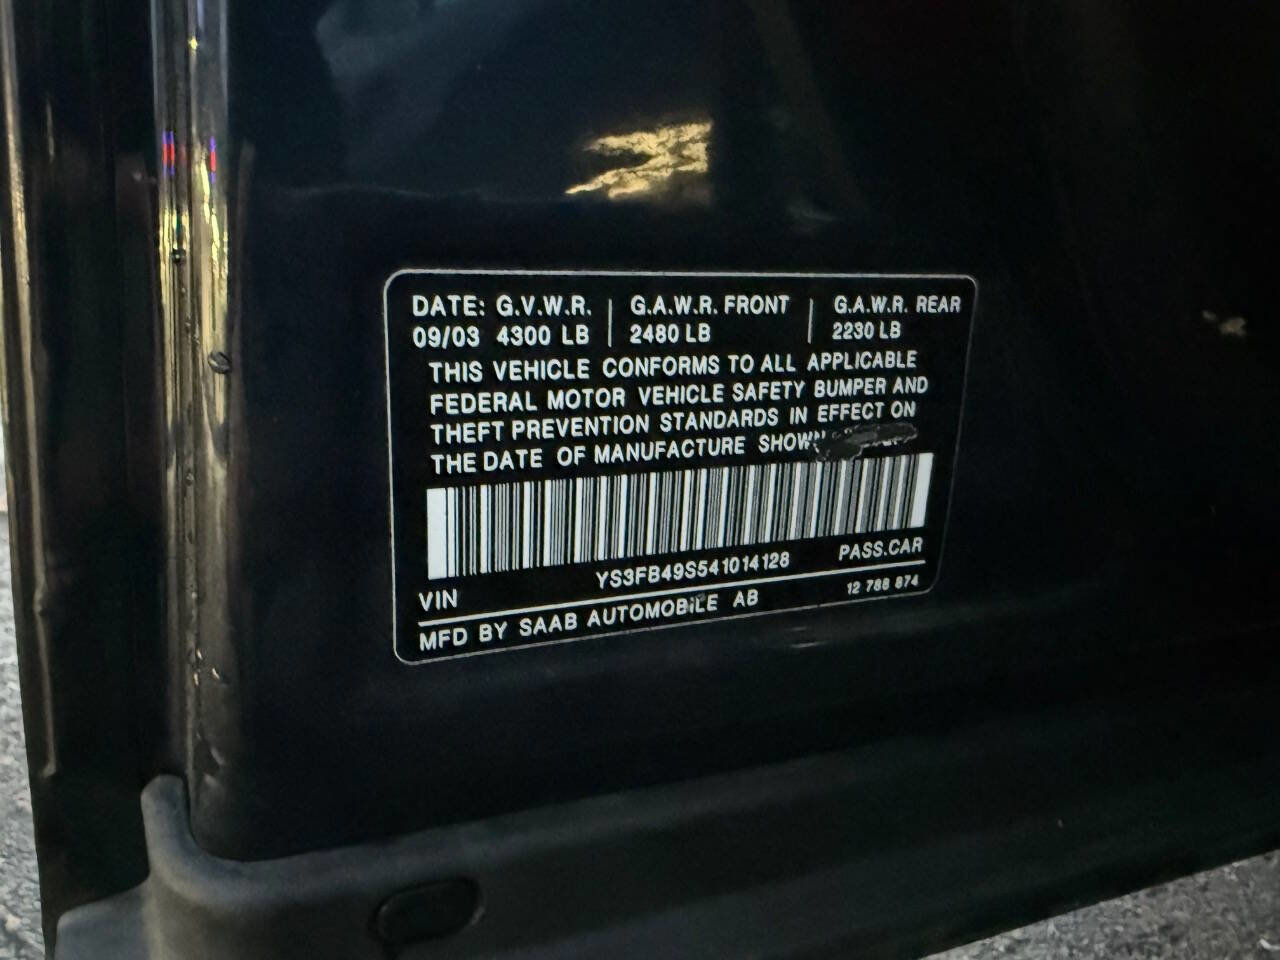 DATE: G.V.W.R. G.A.W.R. FRONT G.A.W.R. REAR
09/03 4300 LB 2480 LB 2230 LB
THIS VEHICLE CONFORMS TO ALL APPLICABLE
FEDERAL MOTOR VEHICLE SAFETY BUMPER AND
THEFT PREVENTION STANDARDS IN EFFECT ON
THE DATE OF MANUFACTURE SHOWN
YS3FB49S541014128 PASS.CAR
VIN
12 788 874
MFD BY SAAB AUTOMOBILE AB